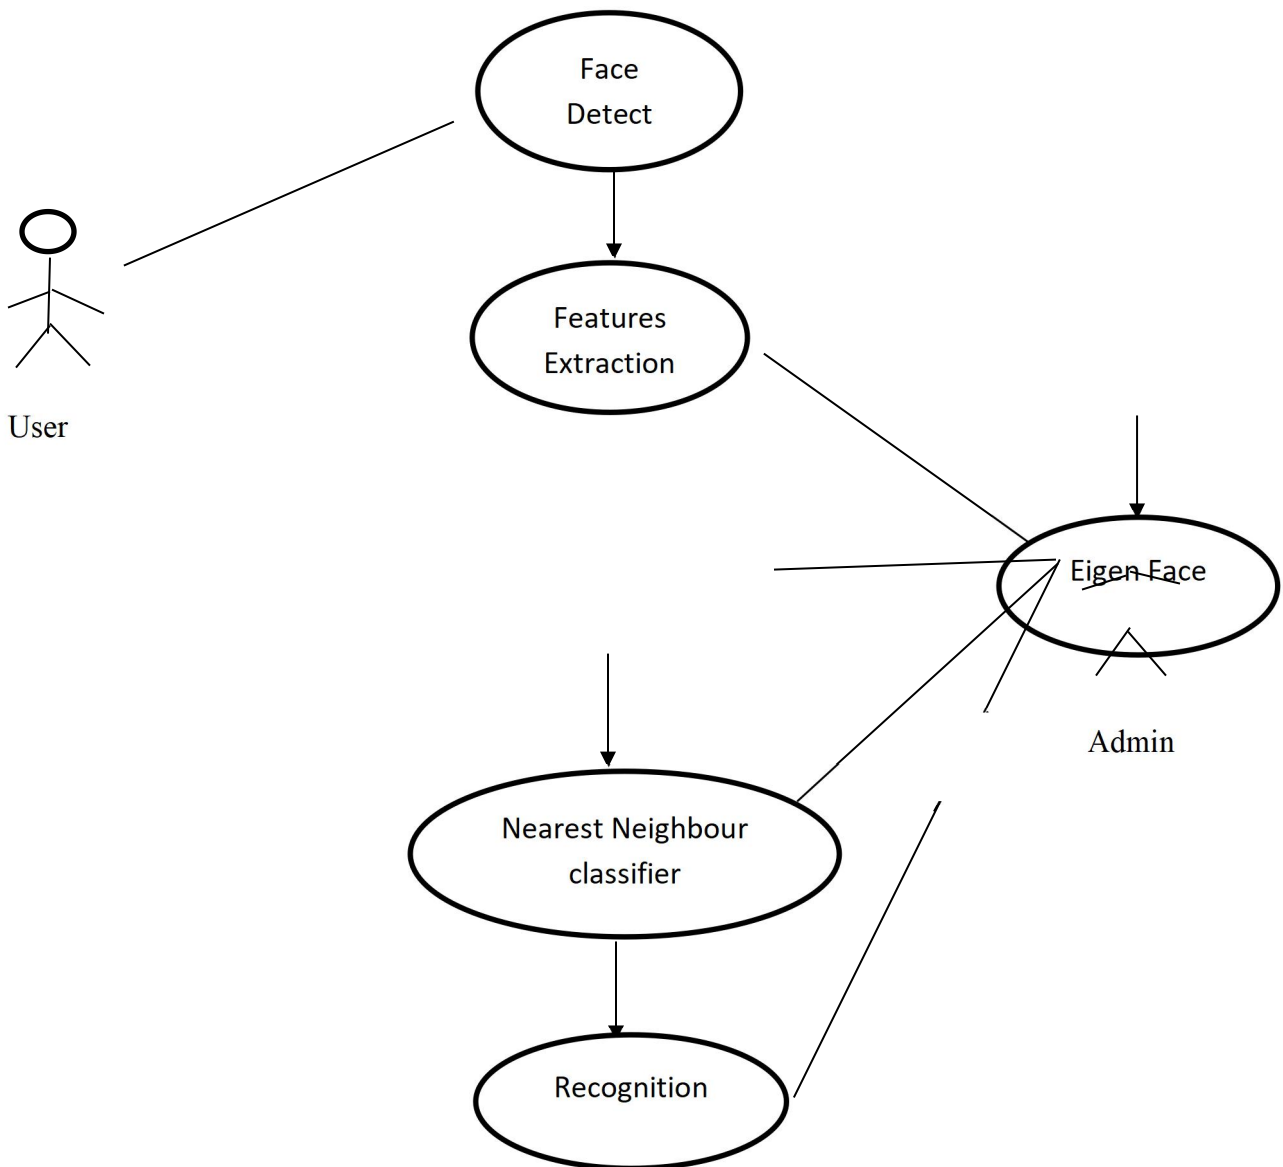 Face
Detect
Features
Extraction
User
Eigen Face
Admin
Nearest Neighbour
classifier
Recognition